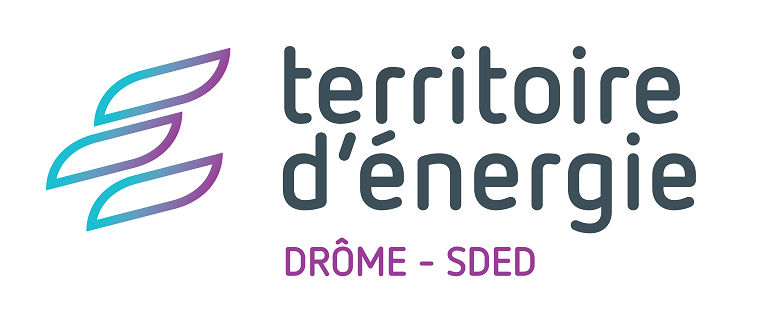 territoire
d'énergie
DRÔME - SDED